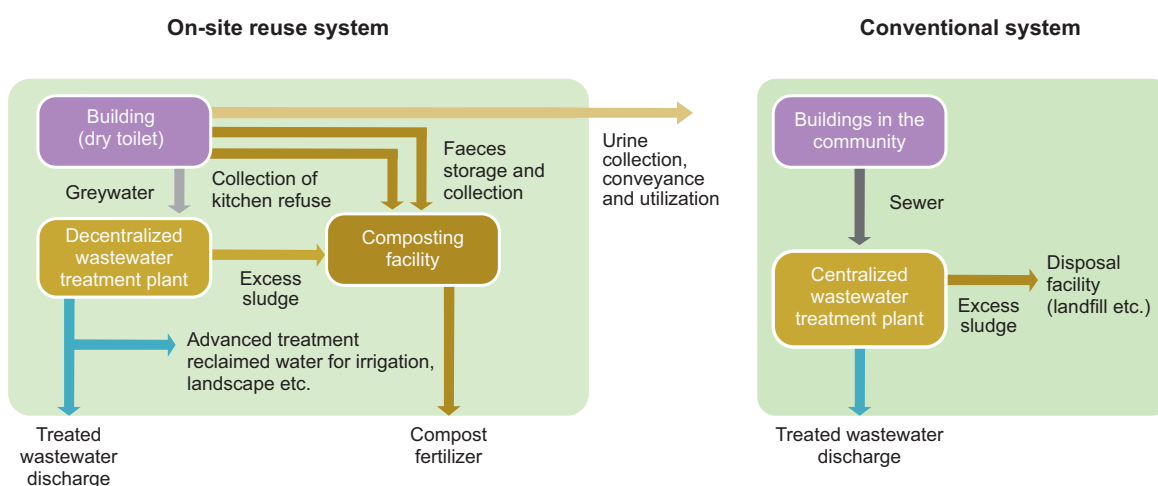 On-site reuse system
Building
(dry toilet)
Urine
collection,
conveyance
and utilization
Faeces
storage and
collection
Greywater
Collection of
kitchen refuse
Decentralized
wastewater
treatment plant
Composting
facility
Excess
sludge
Advanced treatment
reclaimed water for irrigation,
landscape etc.
Treated
wastewater
discharge
Compost
fertilizer
Conventional system
Buildings in the
community
Sewer
Centralized
wastewater
treatment plant
Excess
sludge
Disposal
facility
(landfill etc.)
Treated wastewater
discharge